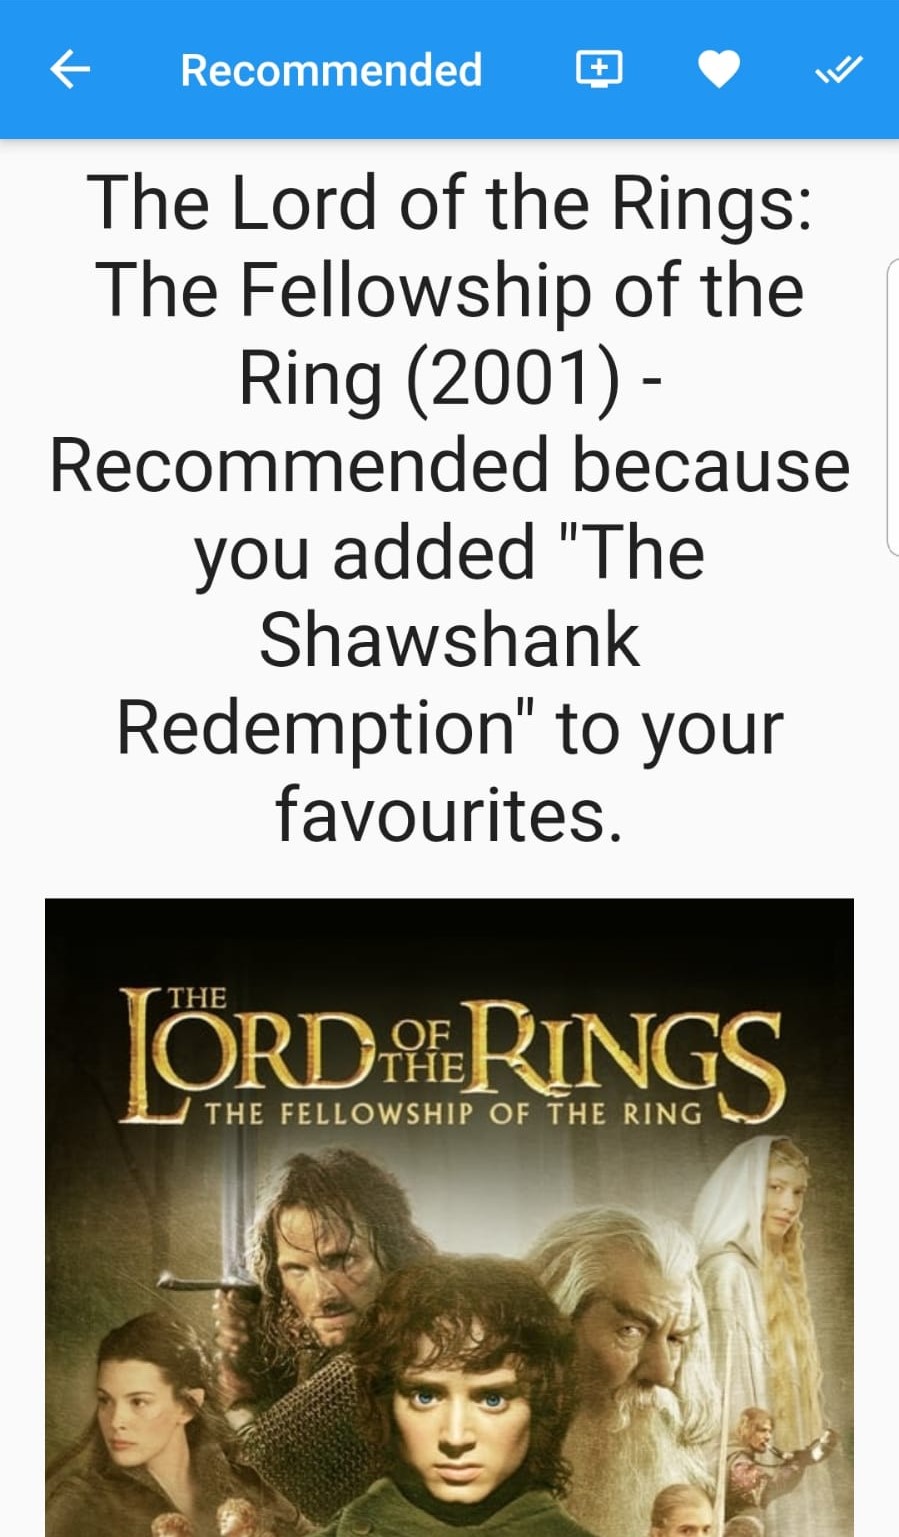 Recommended
The Lord of the Rings:
The Fellowship of the
Ring (2001) -
Recommended because
you added "The
Shawshank
Redemption" to your
favourites.
THE
LORD OF THE RINGS
THE FELLOWSHIP OF THE RING